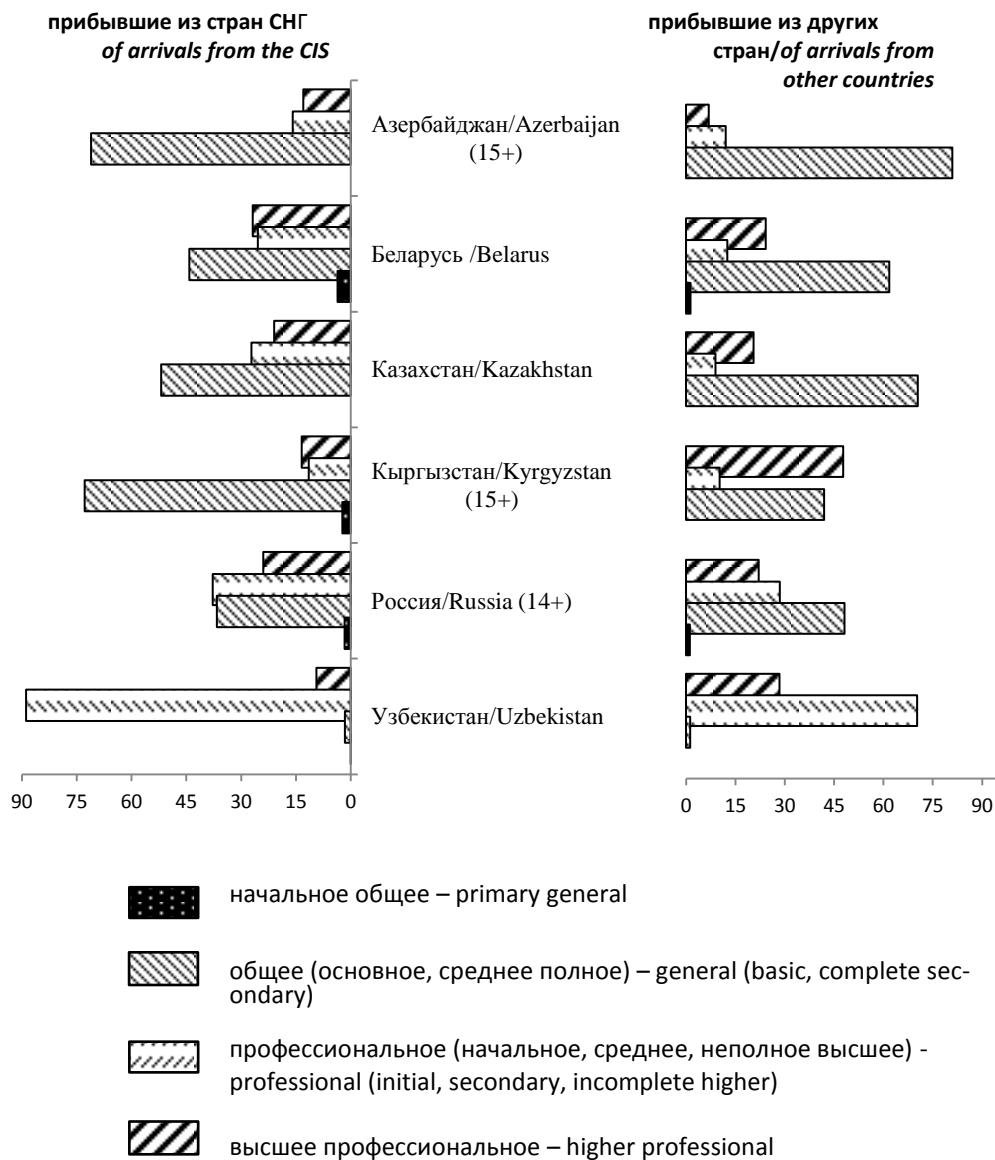 прибывшие из стран СНГ
of arrivals from the CIS
прибывшие из других
стран/of arrivals from
other countries
Азербайджан/Azerbaijan
(15+)
Беларусь /Belarus
Казахстан/Kazakhstan
Кыргызстан/Kyrgyzstan
(15+)
Россия/Russia (14+)
Узбекистан/Uzbekistan
90 75 60 45 30 15 0
0 15 30 45 60 75 90
начальное общее – primary general
общее (основное, среднее полное) – general (basic, complete sec-
ondary)
профессиональное (начальное, среднее, неполное высшее) -
professional (initial, secondary, incomplete higher)
высшее профессиональное – higher professional